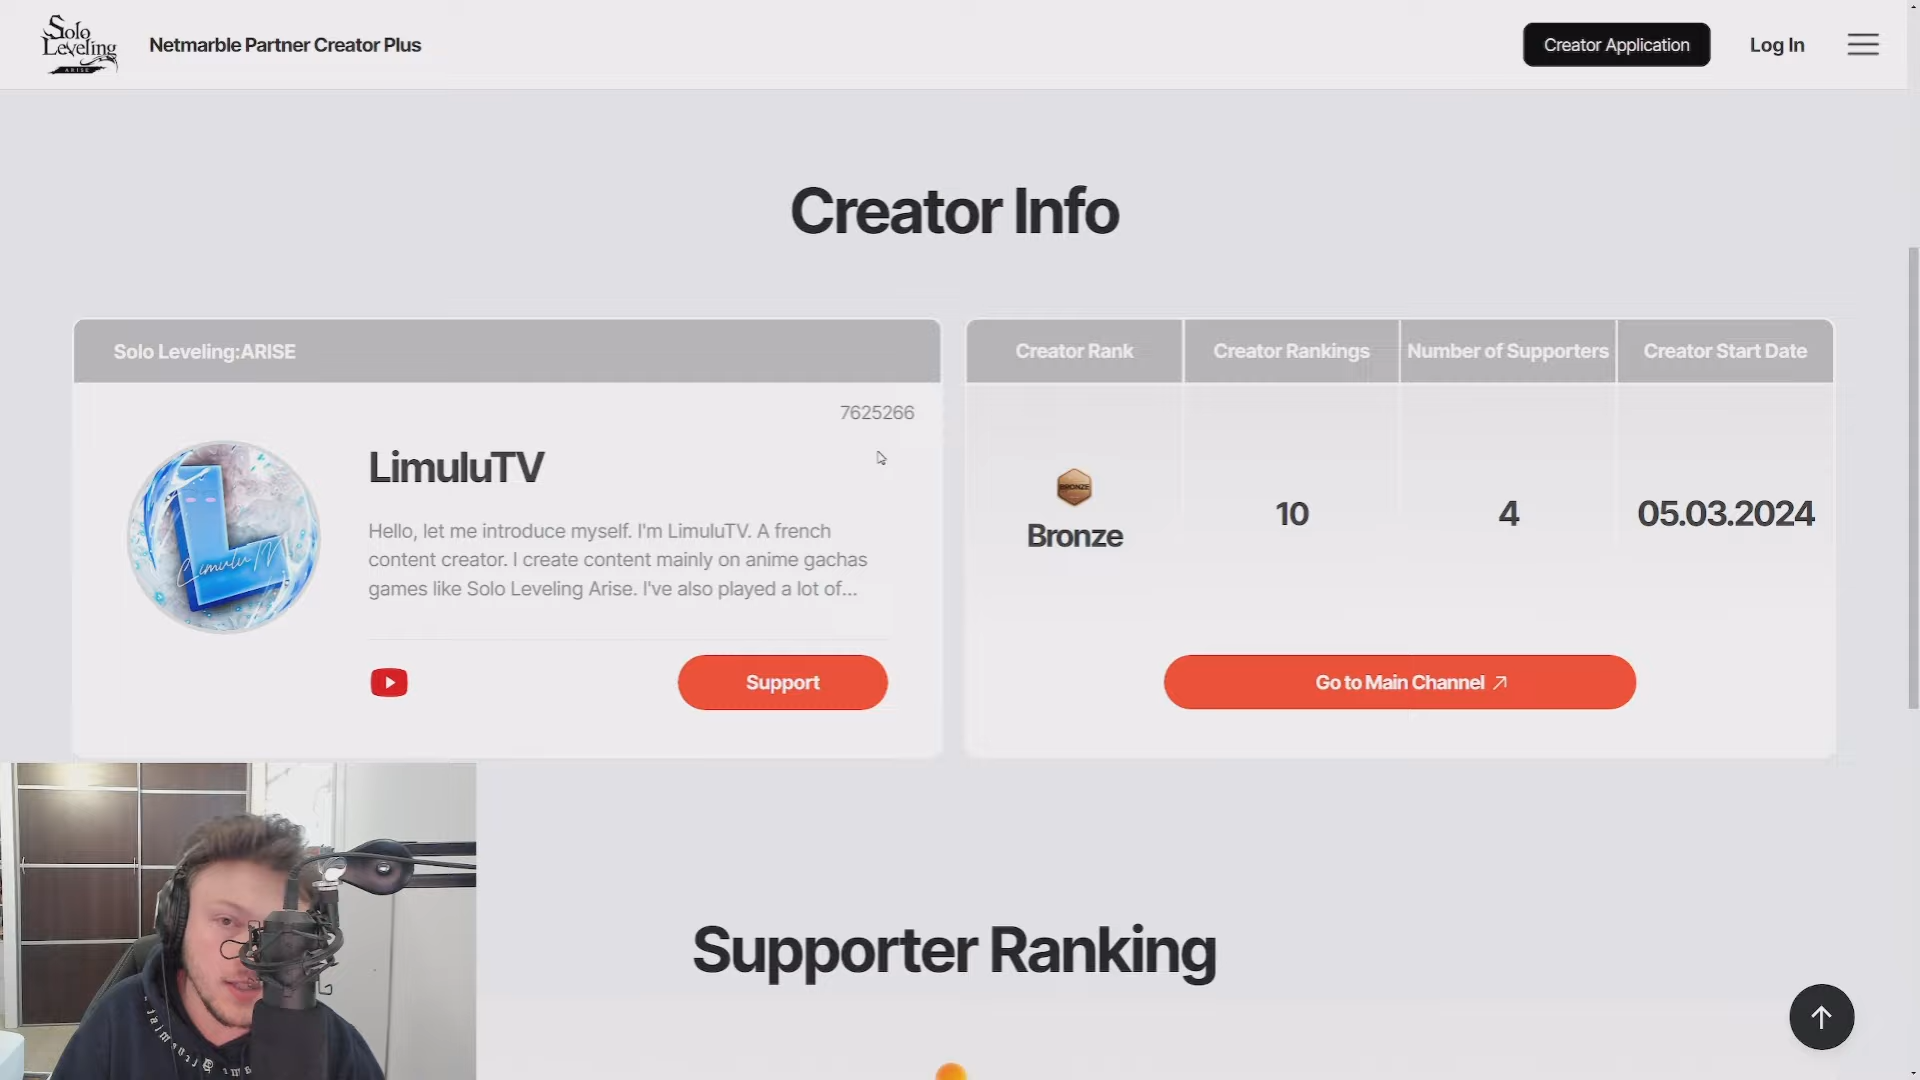 Solo
Leveling
ARISE
Netmarble Partner Creator Plus
Creator Application
Log In
Creator Info
Solo Leveling:ARISE
7625266
LimuluTV
Hello, let me introduce myself. I'm LimuluTV. A french
content creator. I create content mainly on anime gachas
games like Solo Leveling Arise. I've also played a lot of...
LimuluTV
Support
Creator Rank
Creator Rankings
Number of Supporters
Creator Start Date
BRONZE
Bronze
10
4
05.03.2024
Go to Main Channel
Supporter Ranking